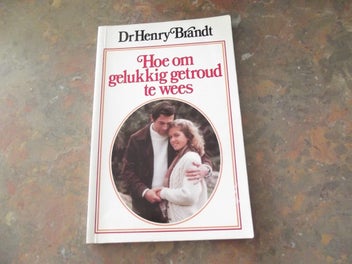 Dr Henry Brandt
Hoe om
gelukkig getroud
te wees